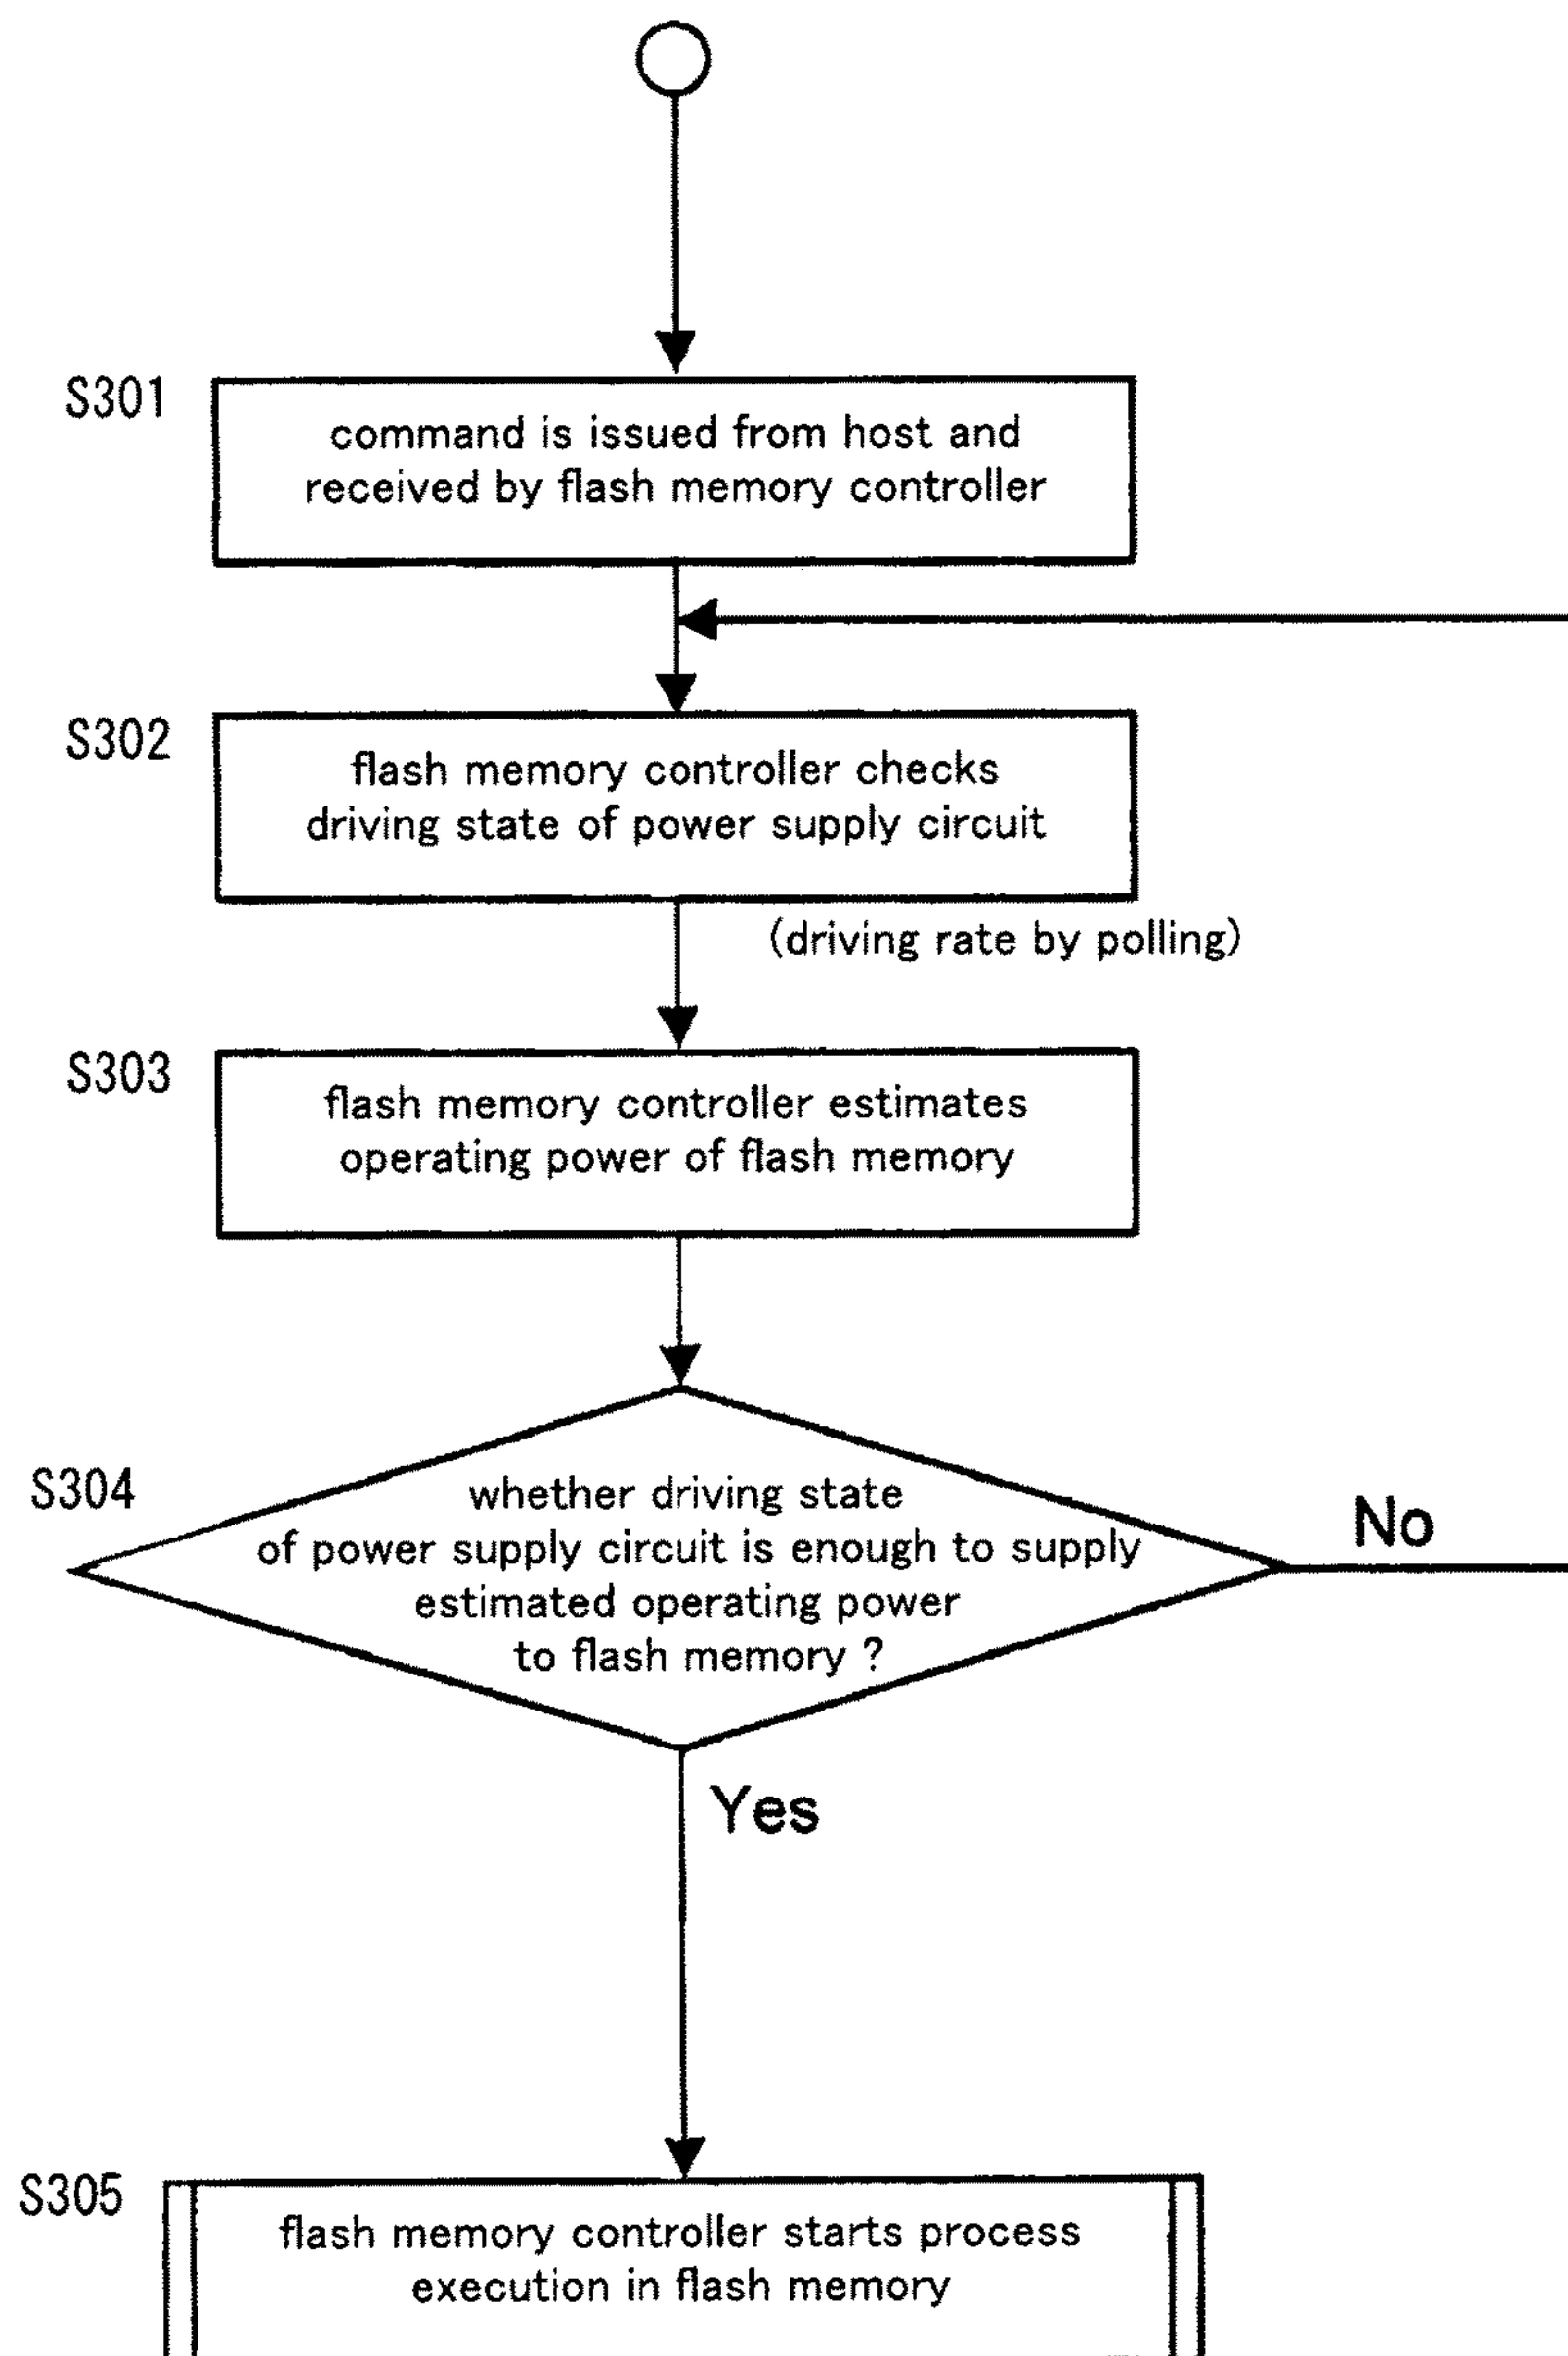 S301
command is issued from host and
received by flash memory controller
S302
flash memory controller checks
driving state of power supply circuit
(driving rate by polling)
S303
flash memory controller estimates
operating power of flash memory
S304
whether driving state
of power supply circuit is enough to supply
estimated operating power
to flash memory ?
No
Yes
S305
flash memory controller starts process
execution in flash memory